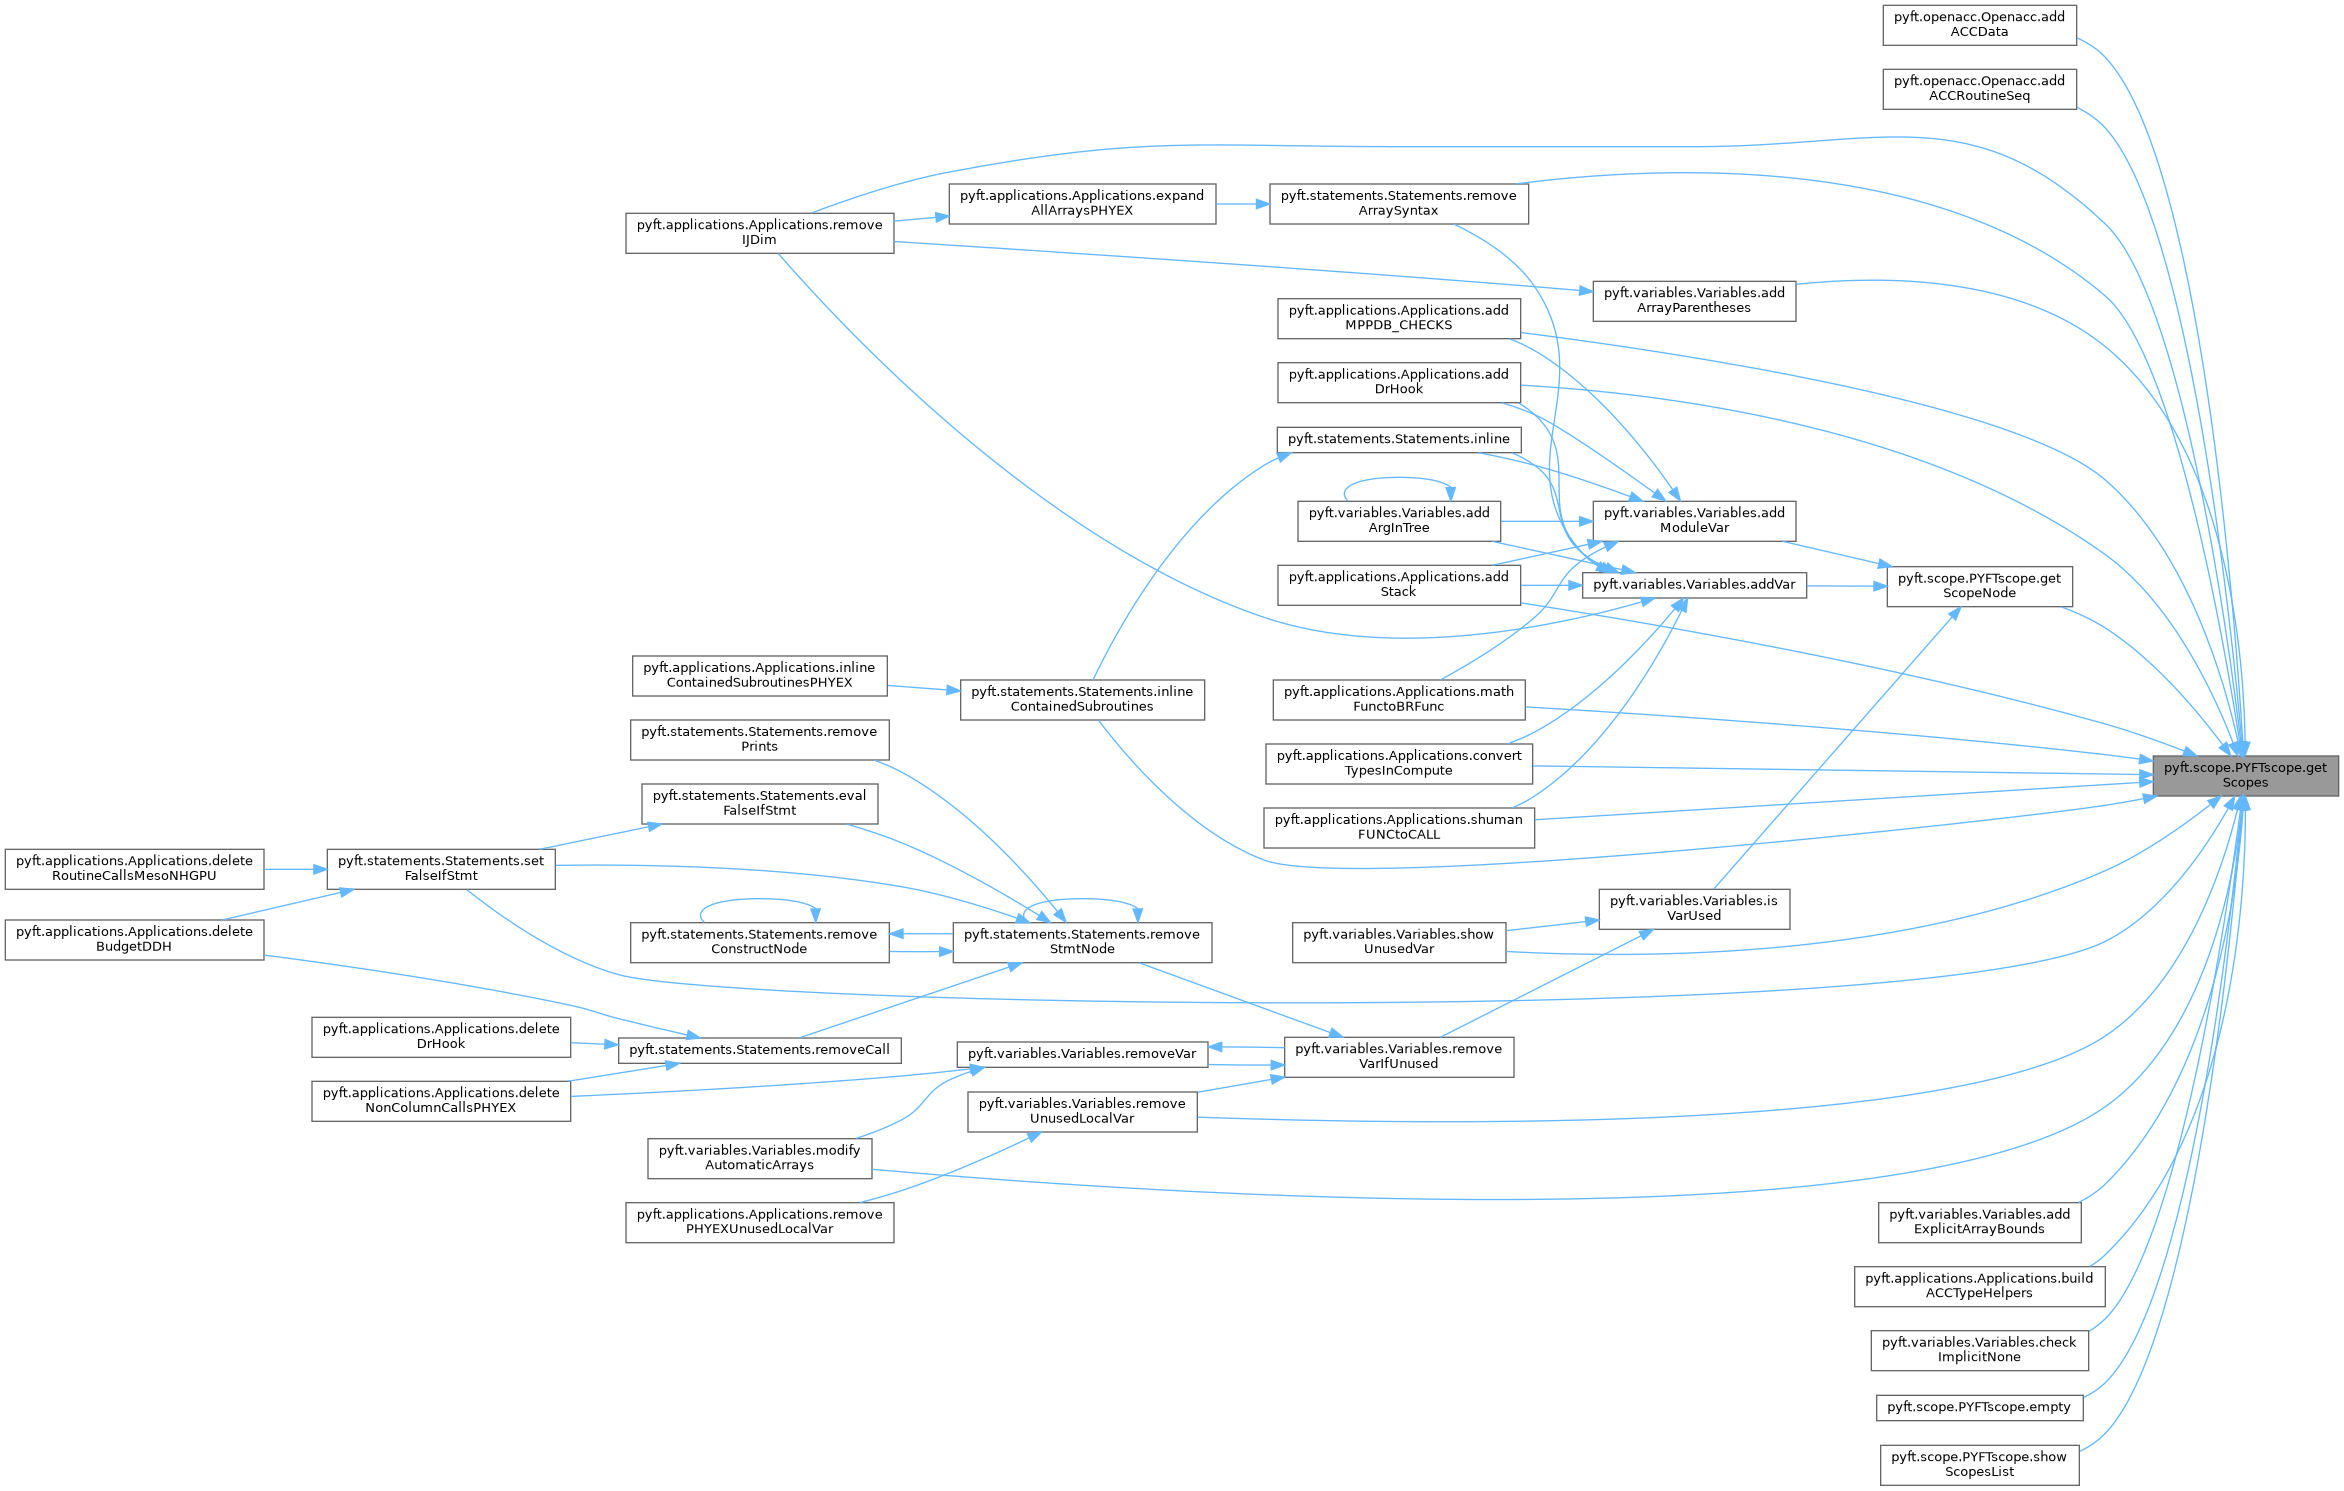 pyft.openacc.Openacc.add
ACCData
pyft.openacc.Openacc.add
ACCRoutineSeq
pyft.applications.Applications.expand
AllArraysPHYEX
pyft.statements.Statements.remove
ArraySyntax
pyft.applications.Applications.remove
IJDim
pyft.variables.Variables.add
ArrayParentheses
pyft.applications.Applications.add
MPPDB_CHECKS
pyft.applications.Applications.add
DrHook
pyft.statements.Statements.inline
pyft.variables.Variables.add
ArgInTree
pyft.variables.Variables.add
ModuleVar
pyft.applications.Applications.add
Stack
pyft.variables.Variables.addVar
pyft.scope.PYFTscope.get
ScopeNode
pyft.applications.Applications.inline
ContainedSubroutinesPHYEX
pyft.statements.Statements.inline
ContainedSubroutines
pyft.applications.Applications.math
FunctoBRFunc
pyft.statements.Statements.remove
Prints
pyft.applications.Applications.convert
TypesInCompute
pyft.scope.PYFTscope.get
Scopes
pyft.statements.Statements.eval
FalseIfStmt
pyft.applications.Applications.shuman
FUNCtoCALL
pyft.applications.Applications.delete
RoutineCallsMesoNHGPU
pyft.statements.Statements.set
FalseIfStmt
pyft.variables.Variables.is
VarUsed
pyft.applications.Applications.delete
BudgetDDH
pyft.statements.Statements.remove
ConstructNode
pyft.statements.Statements.remove
StmtNode
pyft.variables.Variables.show
UnusedVar
pyft.applications.Applications.delete
DrHook
pyft.statements.Statements.removeCall
pyft.variables.Variables.removeVar
pyft.variables.Variables.remove
VarIfUnused
pyft.applications.Applications.delete
NonColumnCallsPHYEX
pyft.variables.Variables.remove
UnusedLocalVar
pyft.variables.Variables.modify
AutomaticArrays
pyft.applications.Applications.remove
PHYEXUnusedLocalVar
pyft.variables.Variables.add
ExplicitArrayBounds
pyft.applications.Applications.build
ACCTypeHelpers
pyft.variables.Variables.check
ImplicitNone
pyft.scope.PYFTscope.empty
pyft.scope.PYFTscope.show
ScopesList